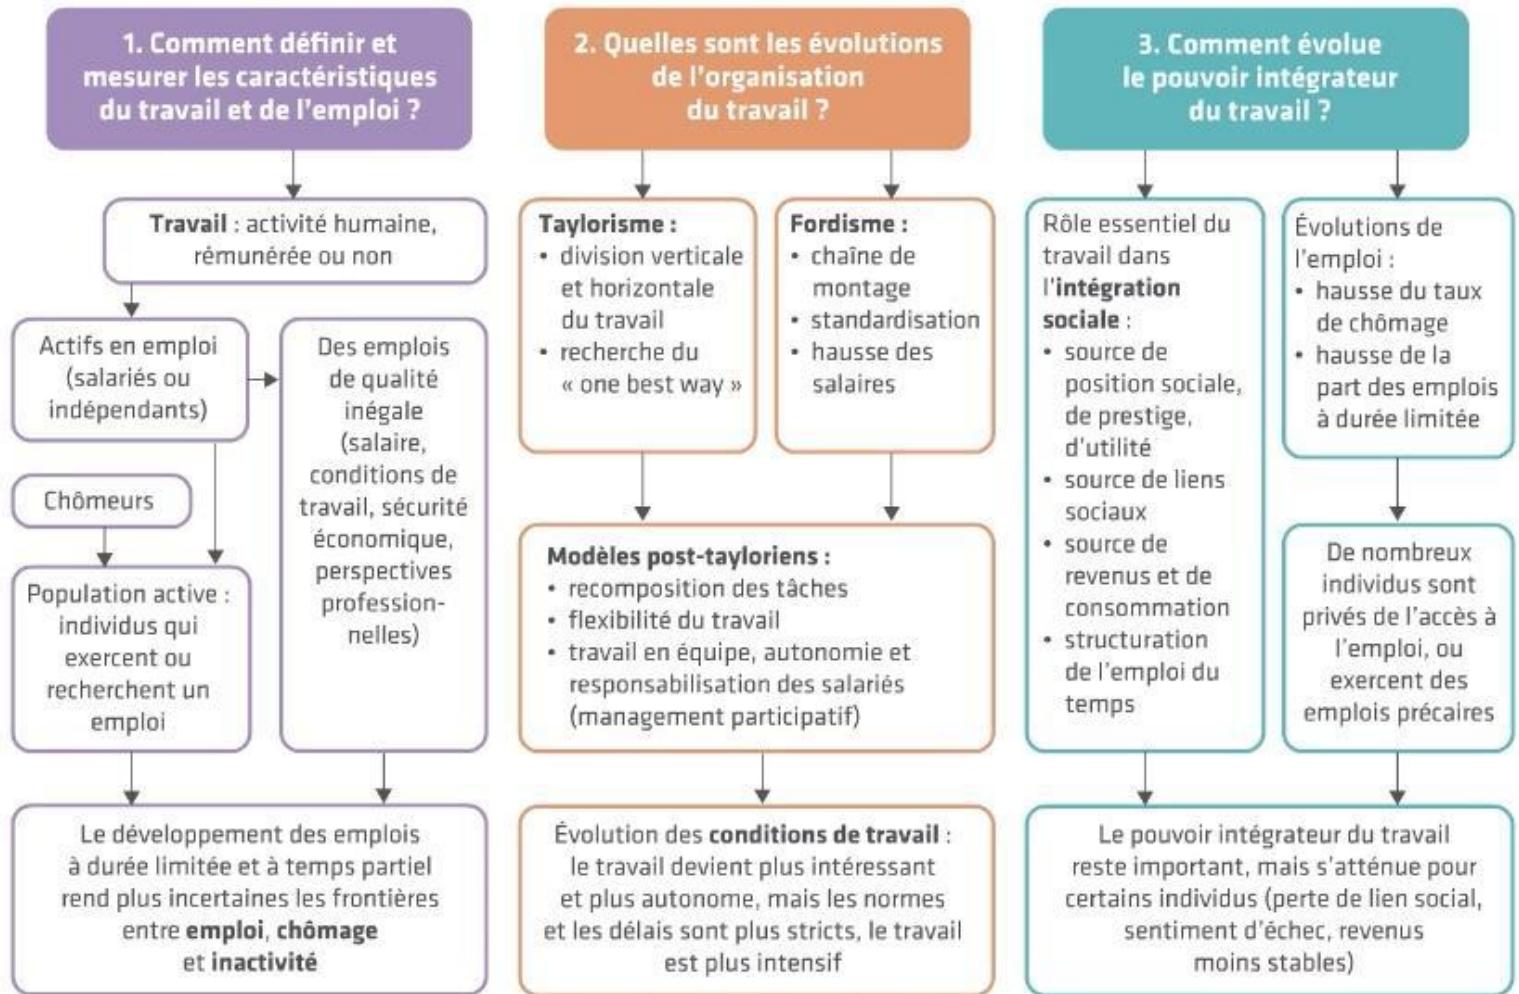 1. Comment définir et
mesurer les caractéristiques
du travail et de l'emploi ?
Travail : activité humaine,
rémunérée ou non
Actifs en emploi
(salariés ou
indépendants)
Des emplois
de qualité
inégale
(salaire,
conditions de
travail, sécurité
économique,
perspectives
profession-
nelles)
Chômeurs
Population active :
individus qui
exercent ou
recherchent un
emploi
Le développement des emplois
à durée limitée et à temps partiel
rend plus incertaines les frontières
entre emploi, chômage
et inactivité
2. Quelles sont les évolutions
de l'organisation
du travail ?
Taylorisme :
• division verticale
et horizontale
du travail
• recherche du
« one best way »
Fordisme :
• chaîne de
montage
• standardisation
• hausse des
salaires
Modèles post-tayloriens :
• recomposition des tâches
• flexibilité du travail
• travail en équipe, autonomie et
responsabilisation des salariés
(management participatif)
Évolution des conditions de travail :
le travail devient plus intéressant
et plus autonome, mais les normes
et les délais sont plus stricts, le travail
est plus intensif
3. Comment évolue
le pouvoir intégrateur
du travail ?
Rôle essentiel du
travail dans
l'intégration
sociale :
• source de
position sociale,
de prestige,
d'utilité
• source de liens
sociaux
• source de
revenus et de
consommation
• structuration
de l'emploi du
temps
Évolutions de
l'emploi :
• hausse du taux
de chômage
• hausse de la
part des emplois
à durée limitée
De nombreux
individus sont
privés de l'accès à
l'emploi, ou
exercent des
emplois précaires
Le pouvoir intégrateur du travail
reste important, mais s'atténue pour
certains individus (perte de lien social,
sentiment d'échec, revenus
moins stables)